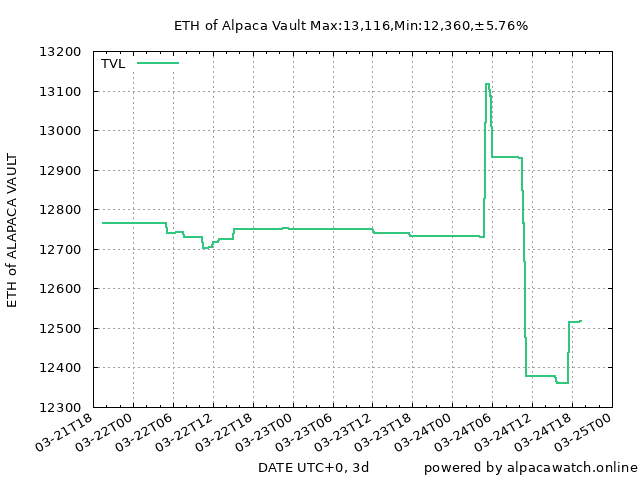 ETH of Alpaca Vault Max:13,116,Min:12,360,±5.76%
TVL
13200
13100
13000
12900
12800
12700
12600
12500
12400
12300
ETH of ALAPACA VAULT
03-21T18
03-22T00
03-22T06
03-22T12
03-22T18
03-23T00
03-23T06
03-23T12
03-23T18
03-24T00
03-24T06
03-24T12
03-24T18
03-25T00
DATE UTC+0, 3d
powered by alpacawatch.online